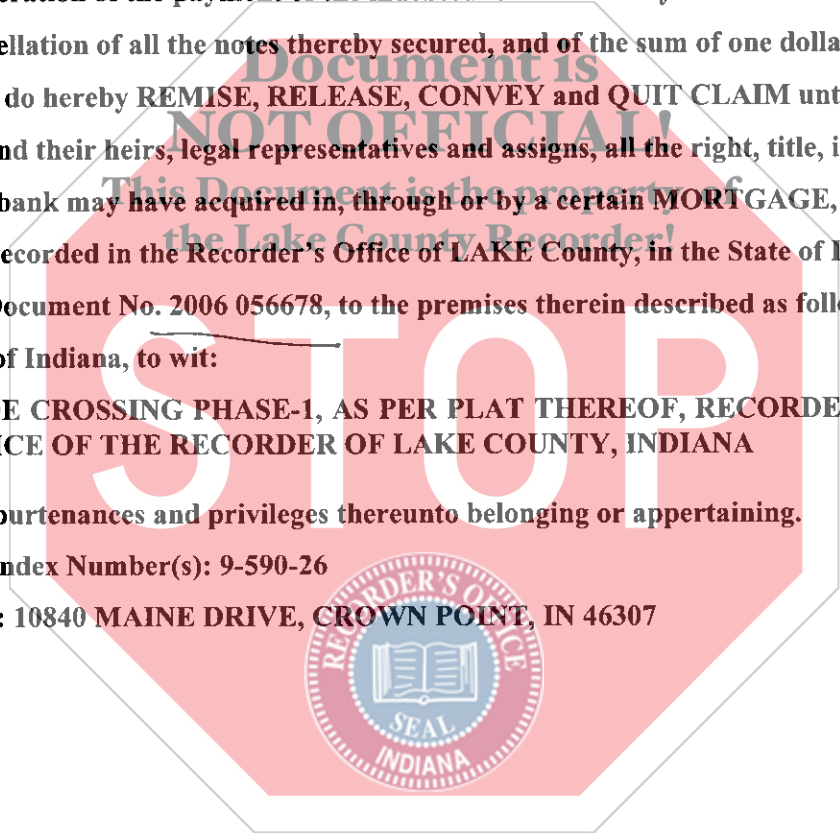 ellation of all the notes thereby secured, and of the sum of one dolla
Document is
do hereby REMISE, RELEASE, CONVEY and QUIT CLAIM unt
NOT OFFICIAL!
nd their heirs, legal representatives and assigns, all the right, title, i
This Document is the property of
bank may have acquired in, through or by a certain MORTGAGE,
the Lake County Recorder!
ecorded in the Recorder's Office of LAKE County, in the State of I
Document No. 2006 056678, to the premises therein described as foll
of Indiana, to wit:
STOP
E CROSSING PHASE-1, AS PER PLAT THEREOF, RECORDE
ICE OF THE RECORDER OF LAKE COUNTY, INDIANA
purtenances and privileges thereunto belonging or appertaining.
ndex Number(s): 9-590-26
: 10840 MAINE DRIVE, CROWN POINT, IN 46307
RECORDER'S OFFICE
SEAL
INDIANA